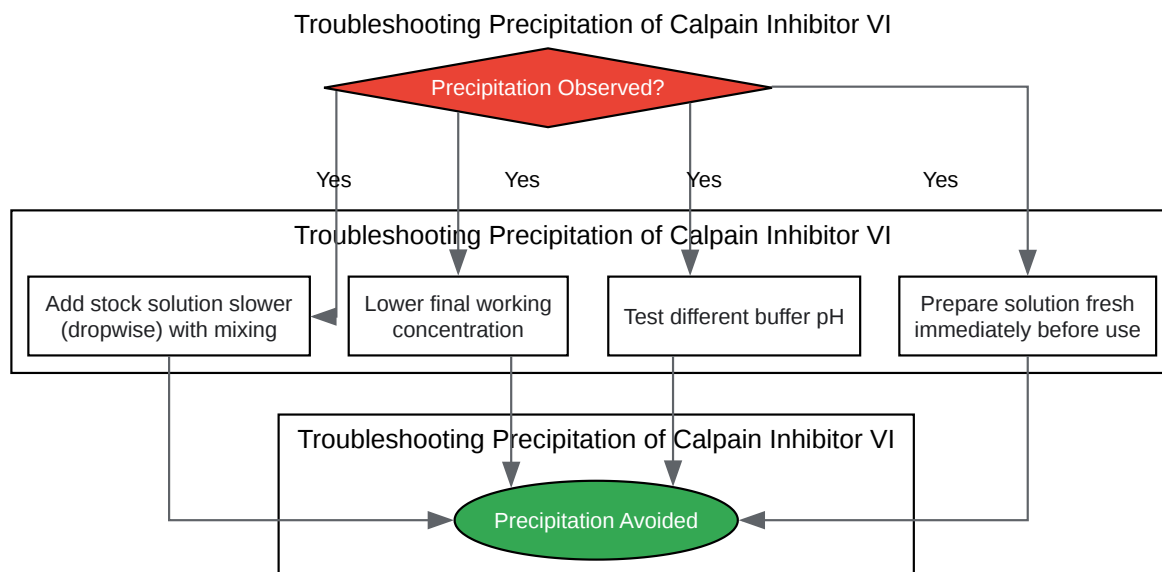 Troubleshooting Precipitation of Calpain Inhibitor VI
Precipitation Observed?
Yes
Yes
Yes
Yes
Troubleshooting Precipitation of Calpain Inhibitor VI
Add stock solution slower
(dropwise) with mixing
Lower final working
concentration
Test different buffer pH
Prepare solution fresh
immediately before use
Troubleshooting Precipitation of Calpain Inhibitor VI
Precipitation Avoided